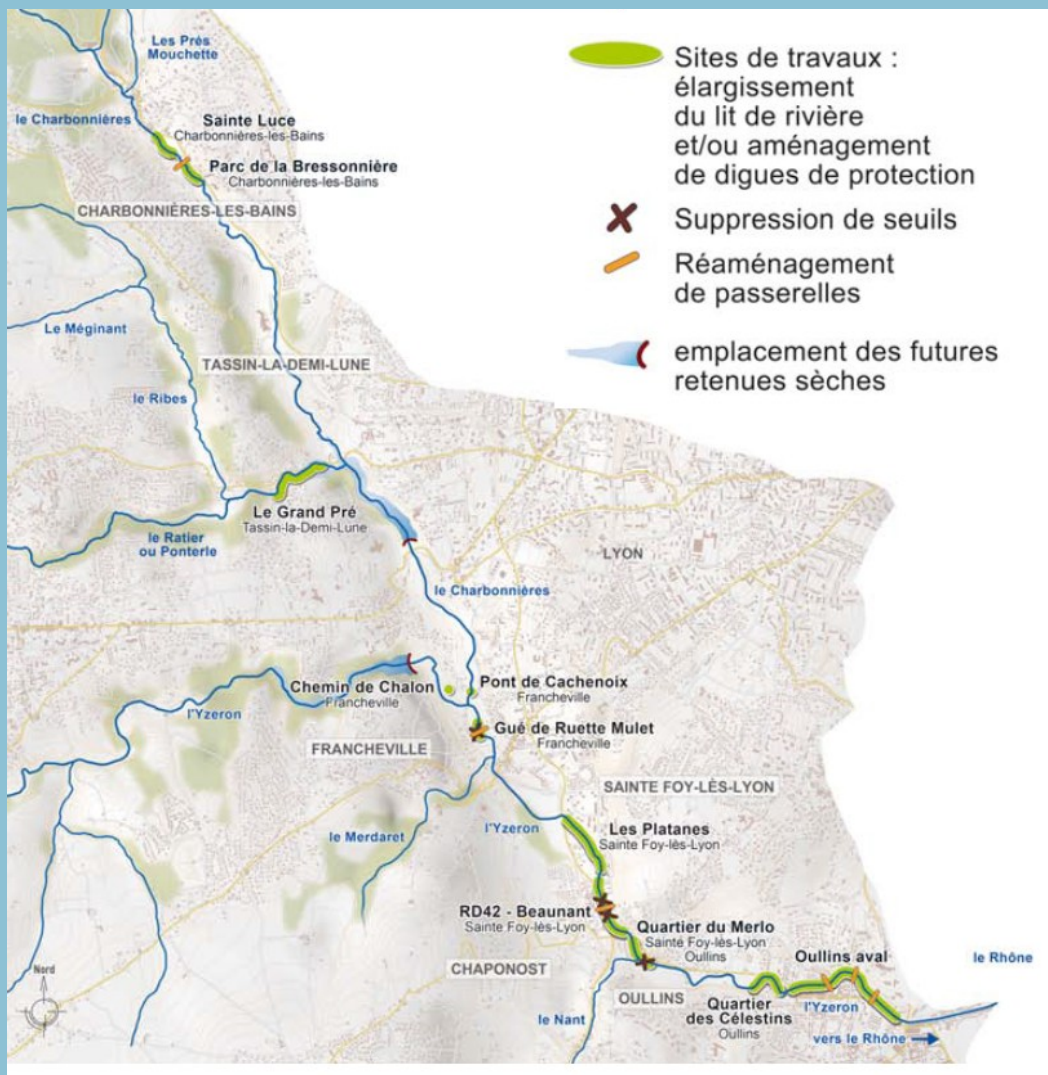 Les Prés
Mouchette
le Charbonnières
Sainte Luce
Charbonnières-les-Bains
Parc de la Bressonnière
Charbonnières-les-Bains
CHARBONNIÈRES-LES-BAINS
Sites de travaux :
élargissement
du lit de rivière
et/ou aménagement
de digues de protection
Suppression de seuils
Réaménagement
de passerelles
emplacement des futures
retenues sèches
Le Méginant
TASSIN-LA-DEMI-LUNE
le Ribes
Le Grand Pré
Tassin-la-Demi-Lune
le Ratier
ou Ponterle
LYON
le Charbonnières
Chemin de Chalon
Francheville
Pont de Cachenoix
Francheville
l'Yzeron
Gué de Ruette Mulet
Francheville
FRANCHEVILLE
SAINTE FOY-LÈS-LYON
le Merdaret
l'Yzeron
Les Platanes
Sainte Foy-lès-Lyon
RD42 - Beaunant
Sainte Foy-lès-Lyon
Quartier du Merlo
Sainte Foy-lès-Lyon
Oullins
CHAPONOST
Oullins aval
le Rhône
Nord
OULLINS
le Nant
Quartier
des Célestins
Oullins
l'Yzeron
vers le Rhône